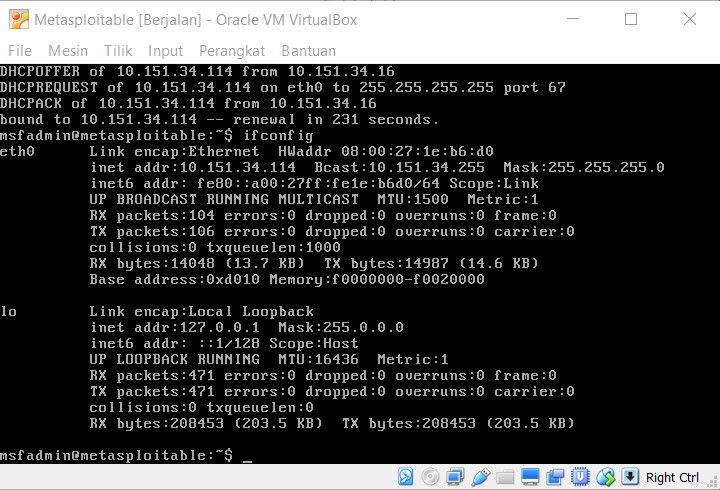 Metasploitable [Berjalan] - Oracle VM VirtualBox
File Mesin Tilik Input Perangkat Bantuan
DHCPOFFER of 10.151.34.114 from 10.151.34.16
DHCPREQUEST of 10.151.34.114 on eth0 to 255.255.255.255 port 67
DHCPACK of 10.151.34.114 from 10.151.34.16
bound to 10.151.34.114 -- renewal in 231 seconds.
msfadmin@metasploitable:~$ ifconfig
eth0 Link encap:Ethernet HWaddr 08:00:27:1e:b6:d0
inet addr:10.151.34.114 Bcast:10.151.34.255 Mask:255.255.255.0
inet6 addr: fe80::a00:27ff:fe1e:b6d0/64 Scope:Link
UP BROADCAST RUNNING MULTICAST MTU:1500 Metric:1
RX packets:104 errors:0 dropped:0 overruns:0 frame:0
TX packets:106 errors:0 dropped:0 overruns:0 carrier:0
collisions:0 txqueuelen:1000
RX bytes:14048 (13.7 KB) TX bytes:14987 (14.6 KB)
Base address:0xd010 Memory:f0000000-f0020000
lo Link encap:Local Loopback
inet addr:127.0.0.1 Mask:255.0.0.0
inet6 addr: ::1/128 Scope:Host
UP LOOPBACK RUNNING MTU:16436 Metric:1
RX packets:471 errors:0 dropped:0 overruns:0 frame:0
TX packets:471 errors:0 dropped:0 overruns:0 carrier:0
collisions:0 txqueuelen:0
RX bytes:208453 (203.5 KB) TX bytes:208453 (203.5 KB)
msfadmin@metasploitable:~$ _
Right Ctrl